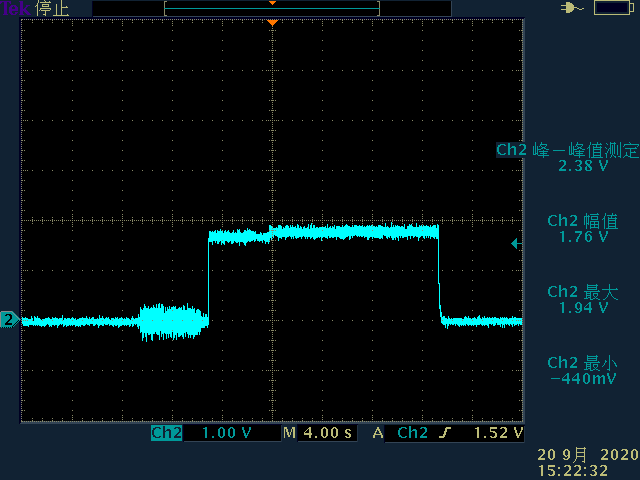 Tek 停止
Ch2 峰－峰值测定
2.38 V
Ch2 幅值
1.76 V
Ch2 最大
1.94 V
Ch2 最小
−440mV
2
Ch2 1.00 V M 4.00 s A Ch2 1.52 V
20 9月 2020
15:22:32